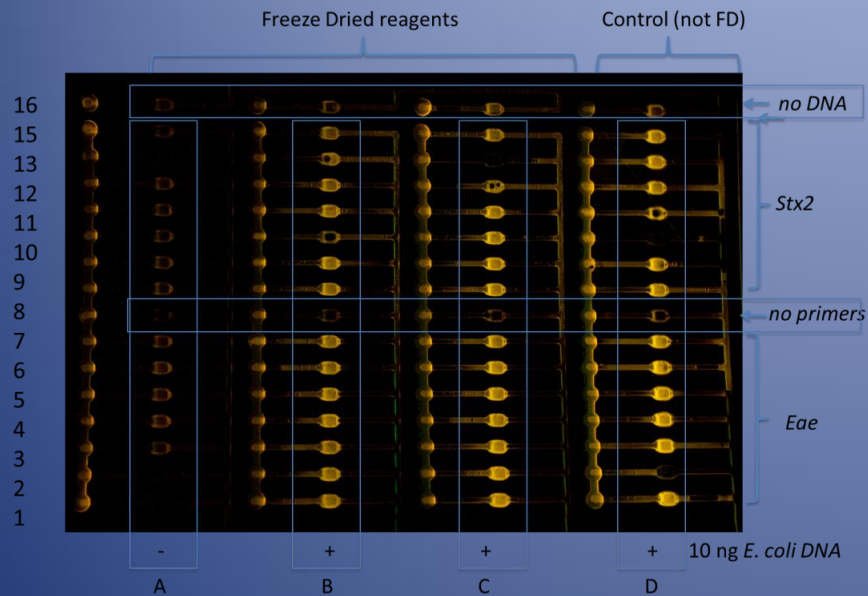 Freeze Dried reagents
Control (not FD)
16
no DNA
15
13
12
Stx2
11
10
9
8
no primers
7
6
5
4
Eae
3
2
1
- + + + 10 ng E. coli DNA
A B C D